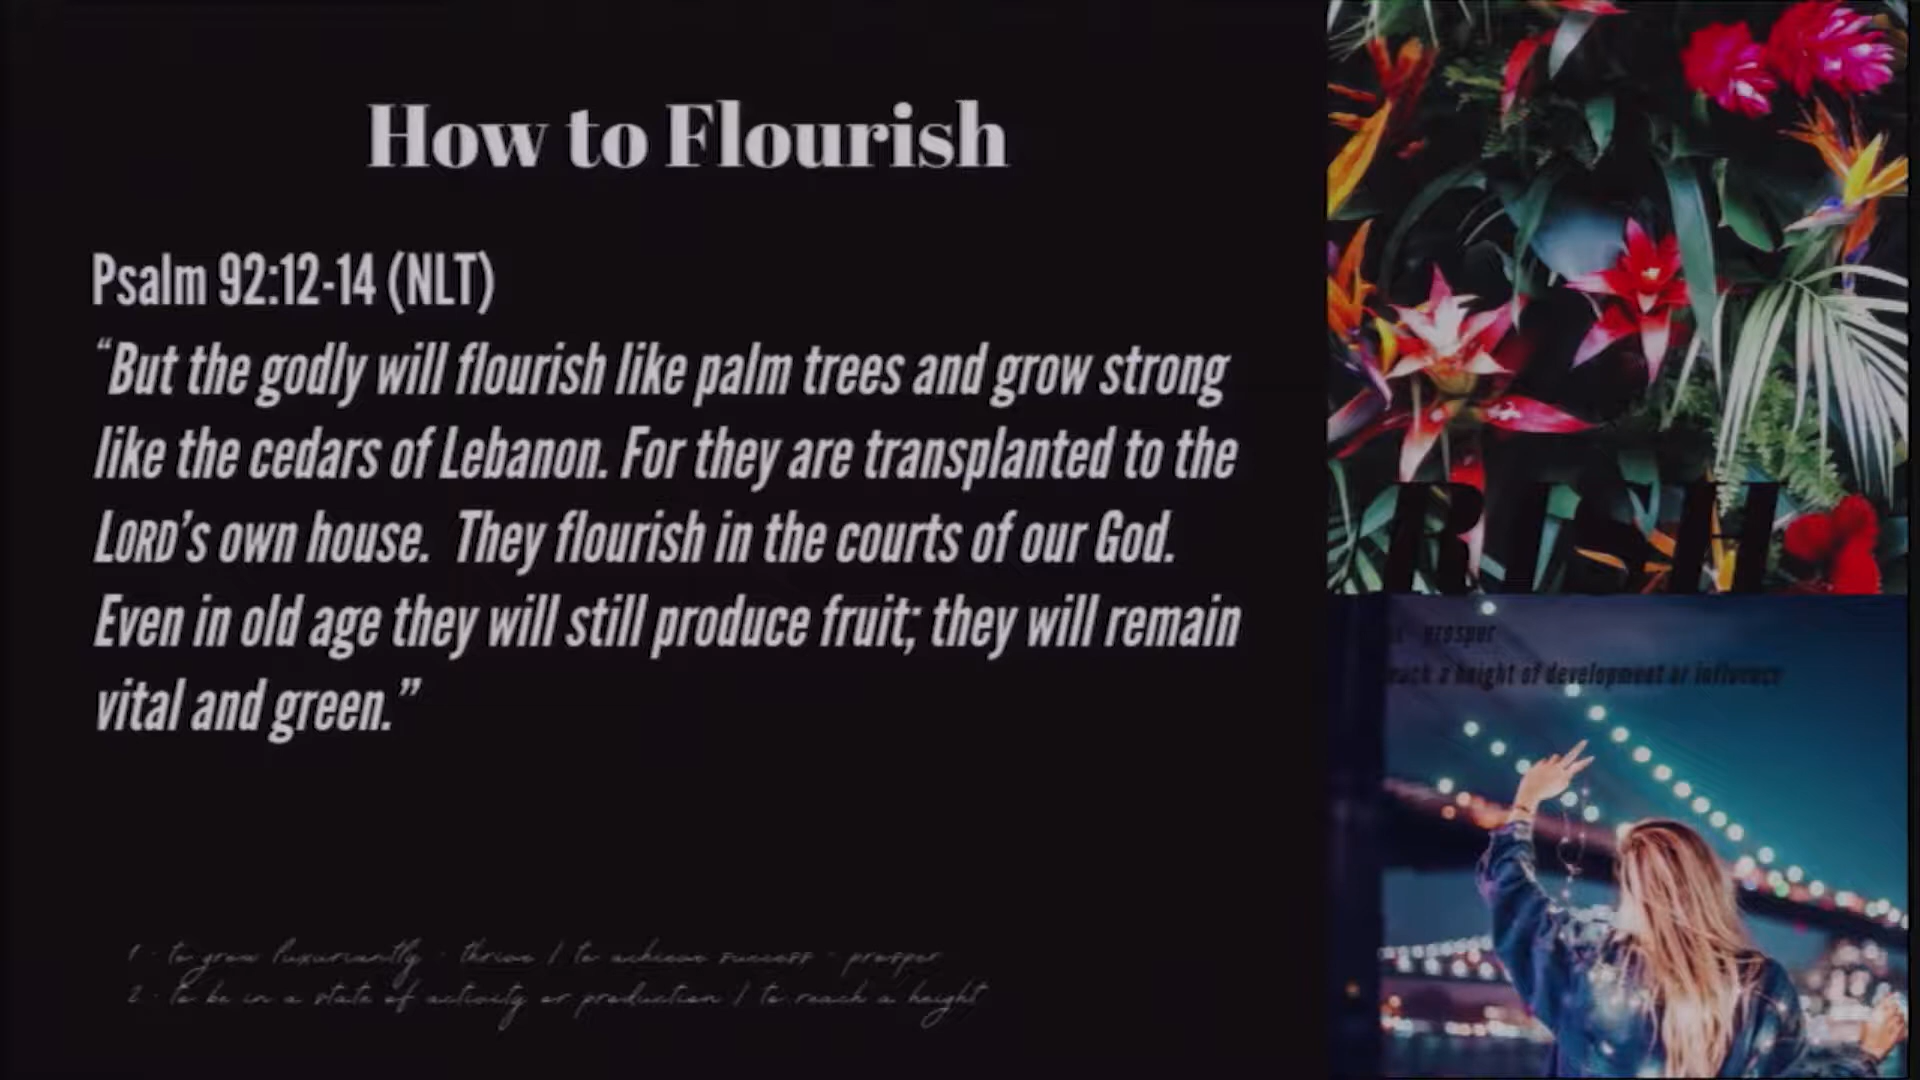 How to Flourish
Psalm 92:12-14 (NLT)
“But the godly will flourish like palm trees and grow strong
like the cedars of Lebanon. For they are transplanted to the
LORD’s own house.  They flourish in the courts of our God.
Even in old age they will still produce fruit; they will remain
vital and green.”
1 - to grow luxuriantly - thrive / to achieve success - prosper
2 - to be in a state of activity or production / to reach a height
RISH
prosper
reach a height of development or influence